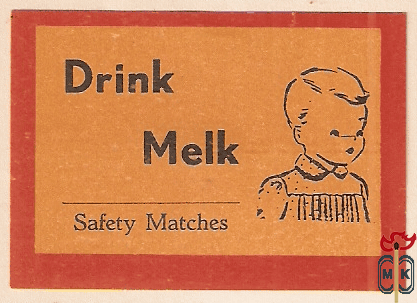 Drink
Melk
Safety Matches
M K